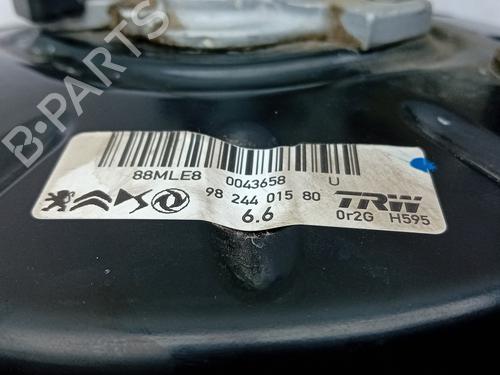 B-PARTS
88MLE8 0043658 U
98 244 015 80 TRW
6.6 0r2G H595